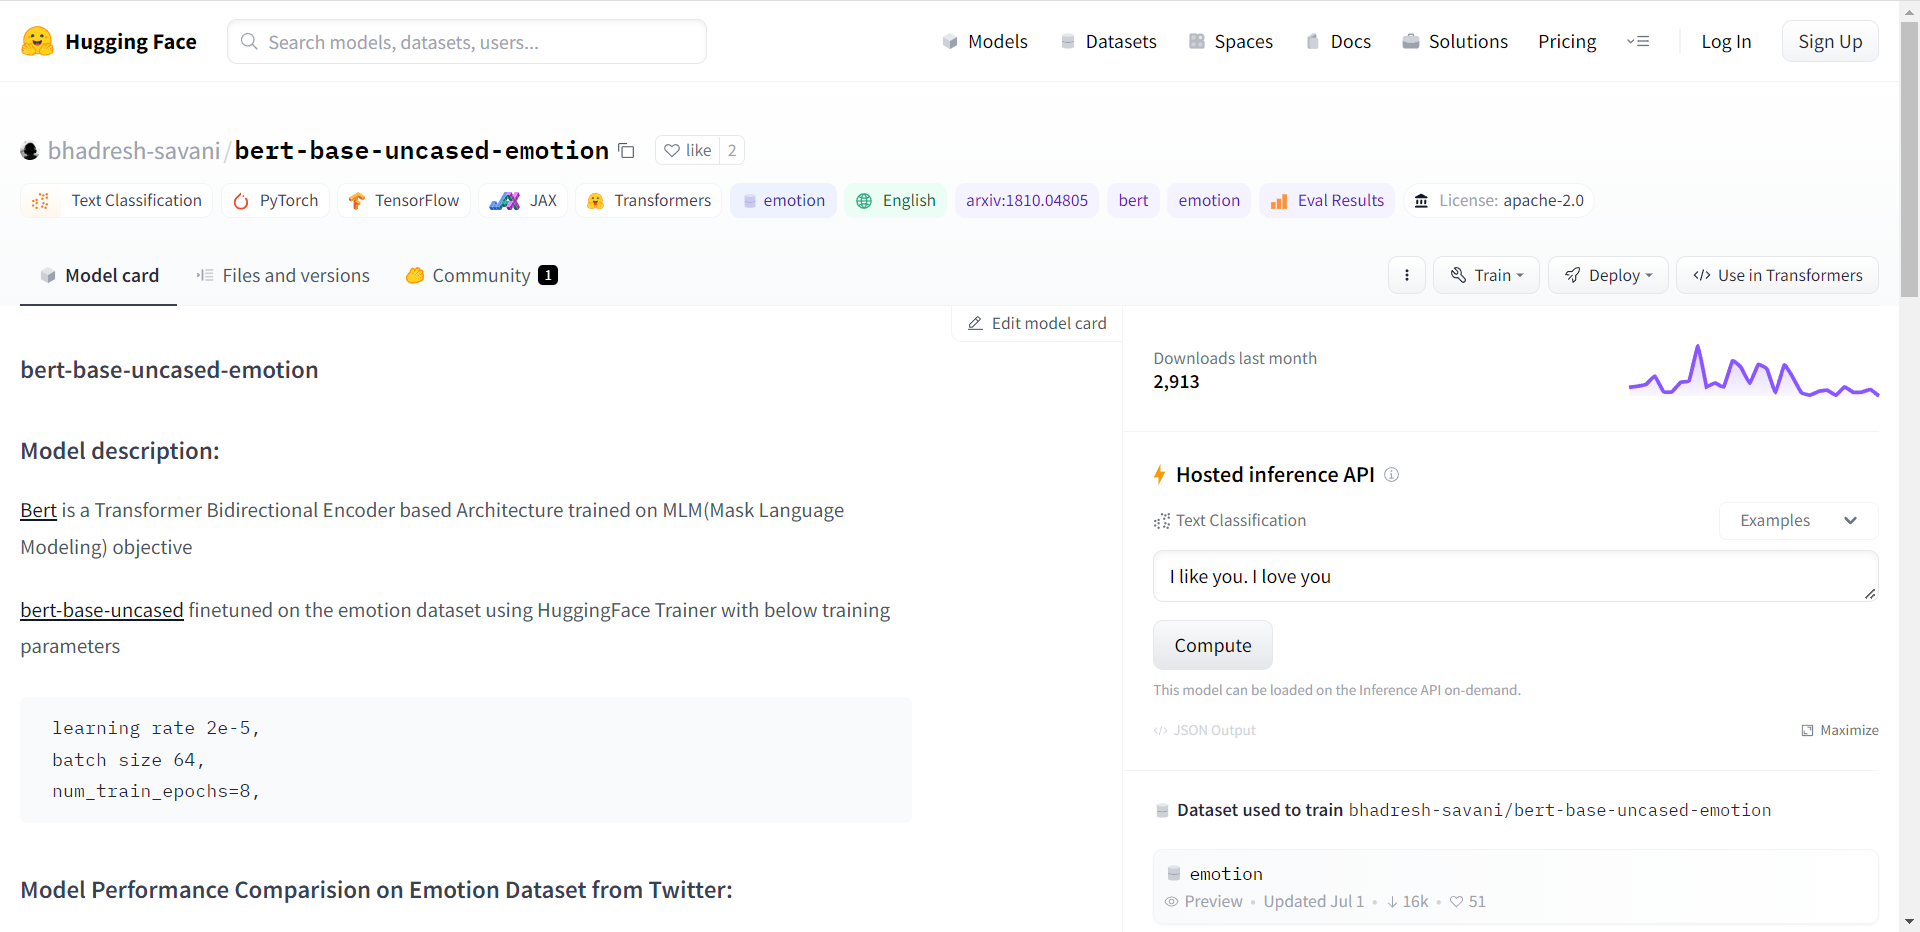 Hugging Face
Search models, datasets, users...
Models
Datasets
Spaces
Docs
Solutions
Pricing
Log In
Sign Up
bhadresh-savani/bert-base-uncased-emotion
like 2
Text Classification
PyTorch
TensorFlow
JAX
Transformers
emotion
English
arxiv:1810.04805
bert
emotion
Eval Results
License: apache-2.0
Model card
Files and versions
Community 1
Train
Deploy
</> Use in Transformers
Edit model card
bert-base-uncased-emotion
Model description:
Bert is a Transformer Bidirectional Encoder based Architecture trained on MLM(Mask Language
Modeling) objective
bert-base-uncased finetuned on the emotion dataset using HuggingFace Trainer with below training
parameters
learning rate 2e-5,
batch size 64,
num_train_epochs=8,
Model Performance Comparision on Emotion Dataset from Twitter:
Downloads last month
2,913
Hosted inference API
Text Classification
Examples
I like you. I love you
Compute
This model can be loaded on the Inference API on-demand.
</> JSON Output
Maximize
Dataset used to train bhadresh-savani/bert-base-uncased-emotion
emotion
Preview • Updated Jul 1 • ↓ 16k • ♡ 51